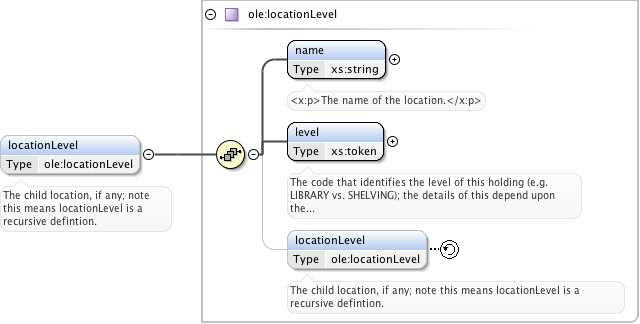 ole:locationLevel
name
Type xs:string
<x:p>The name of the location.</x:p>
level
Type xs:token
The code that identifies the level of this holding (e.g.
LIBRARY vs. SHELVING); the details of this depend upon
the...
locationLevel
Type ole:locationLevel
The child location, if any; note
this means locationLevel is a
recursive defintion.
locationLevel
Type ole:locationLevel
The child location, if any; note this means locationLevel is a
recursive defintion.